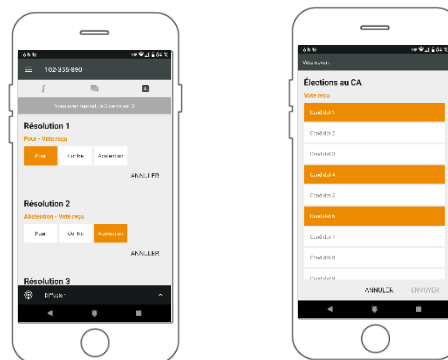 102-355-890
Résolution 1
Pour - Vote reçu
Pour
Contre
Abstention
ANNULER
Résolution 2
Abstention - Vote reçu
Pour
Contre
Abstention
ANNULER
Résolution 3
Diffusion
Élections au CA
Vote reçu
Candidat 1
Candidat 2
Candidat 3
Candidat 4
Candidat 5
Candidat 6
Candidat 7
Candidat 8
Candidat 9
ANNULER ENVOYER